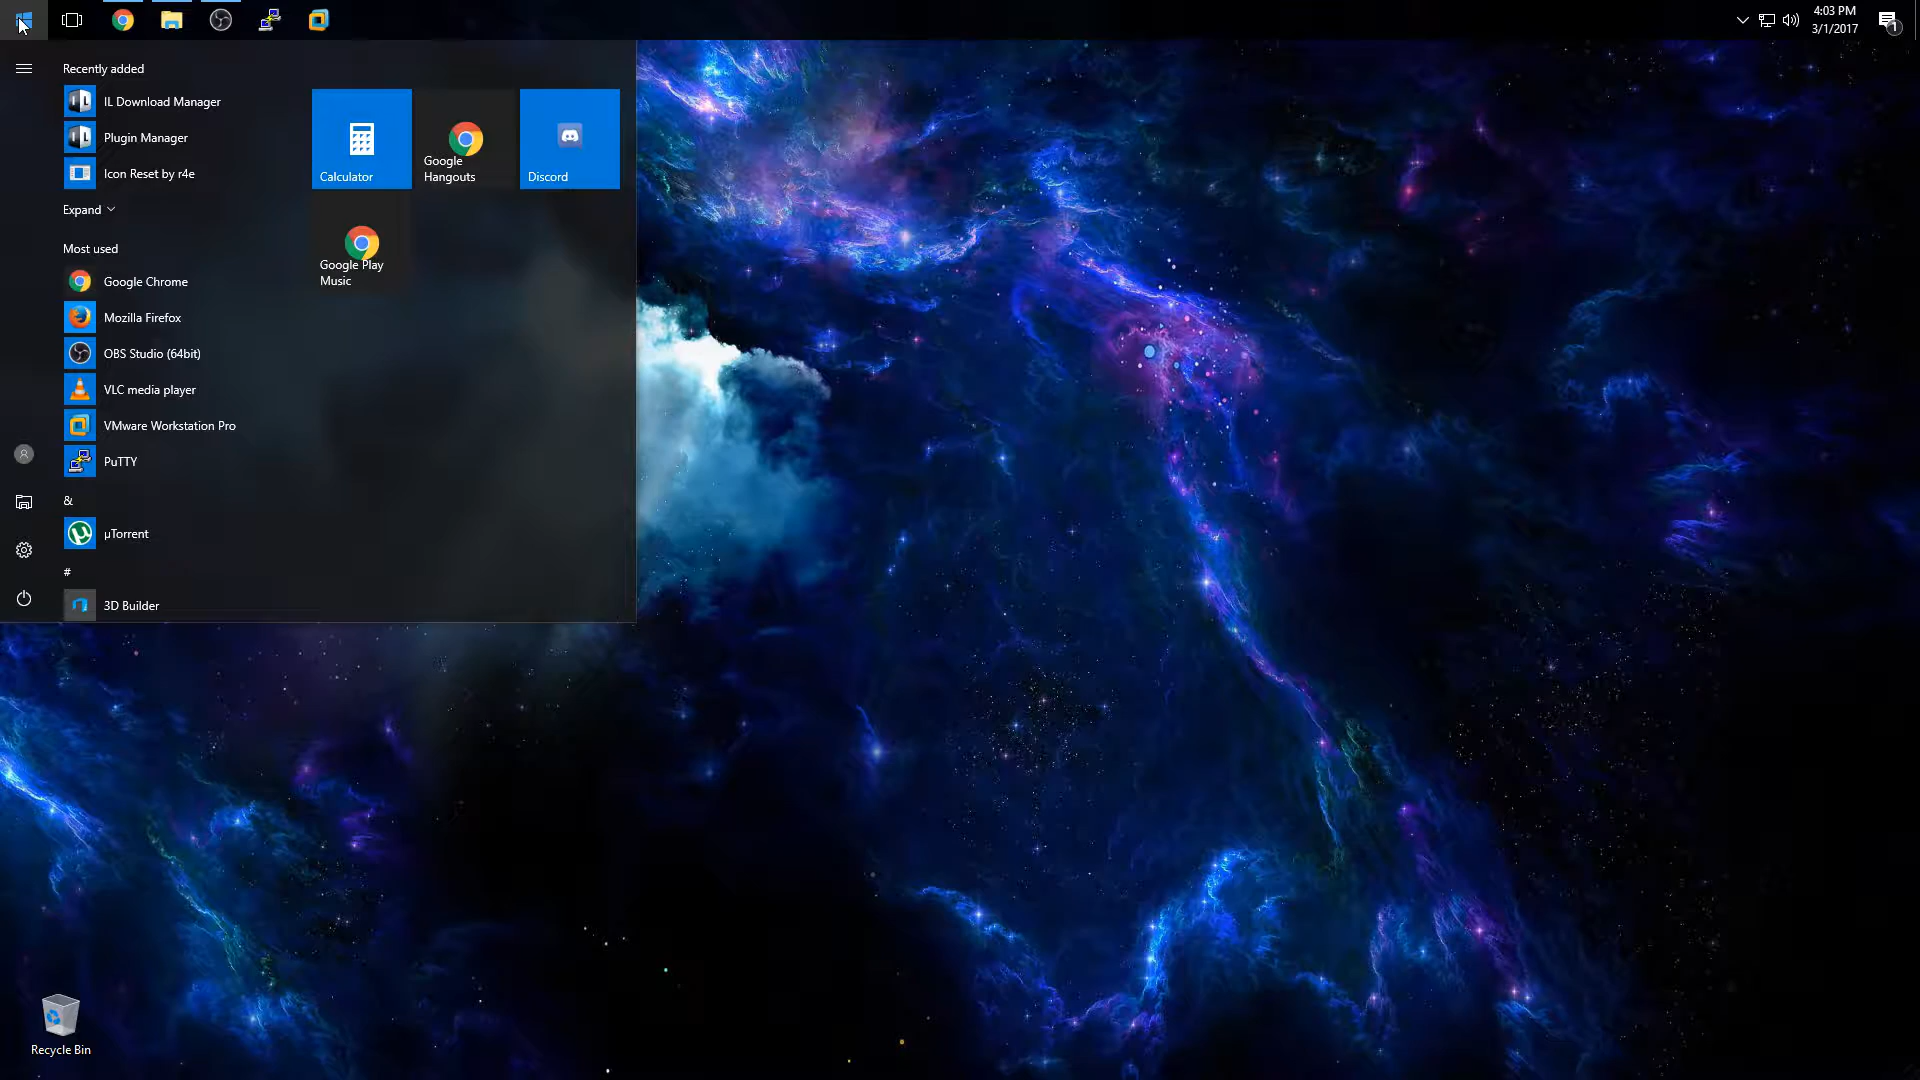 4:03 PM
3/1/2017
1
Recently added
IL Download Manager
Plugin Manager
Icon Reset by r4e
Expand
Most used
Google Chrome
Mozilla Firefox
OBS Studio (64bit)
VLC media player
VMware Workstation Pro
PuTTY
&
µTorrent
#
3D Builder
Calculator
Google
Hangouts
Discord
Google Play
Music
Recycle Bin